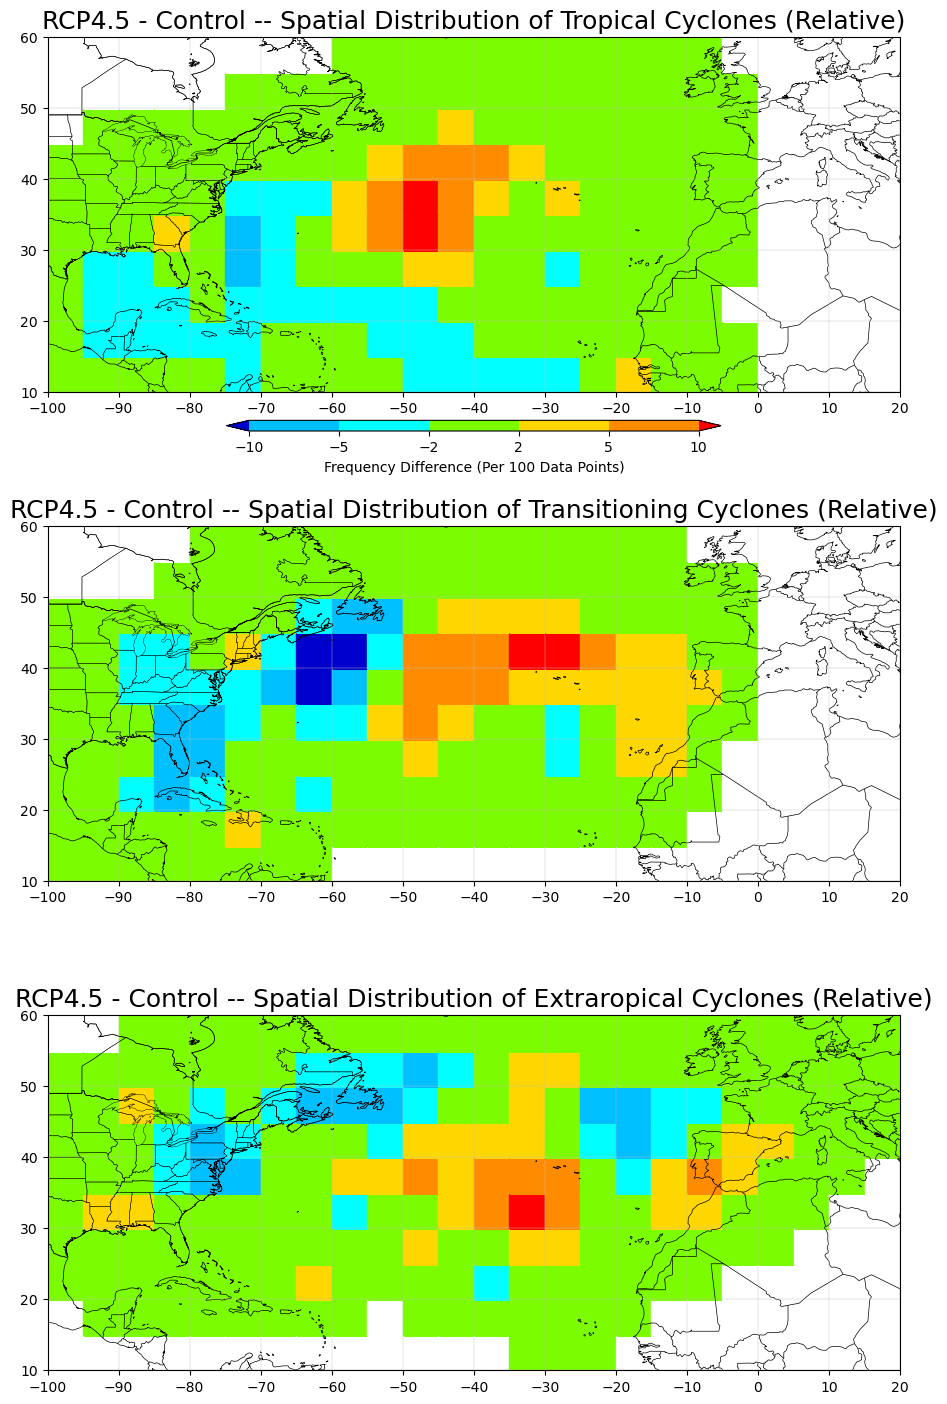 RCP4.5 - Control -- Spatial Distribution of Tropical Cyclones (Relative)
60
50
40
30
20
10
−100 −90 −80 −70 −60 −50 −40 −30 −20 −10 0 10 20
−10 −5 −2 2 5 10
Frequency Difference (Per 100 Data Points)
RCP4.5 - Control -- Spatial Distribution of Transitioning Cyclones (Relative)
60
50
40
30
20
10
−100 −90 −80 −70 −60 −50 −40 −30 −20 −10 0 10 20
RCP4.5 - Control -- Spatial Distribution of Extraropical Cyclones (Relative)
60
50
40
30
20
10
−100 −90 −80 −70 −60 −50 −40 −30 −20 −10 0 10 20